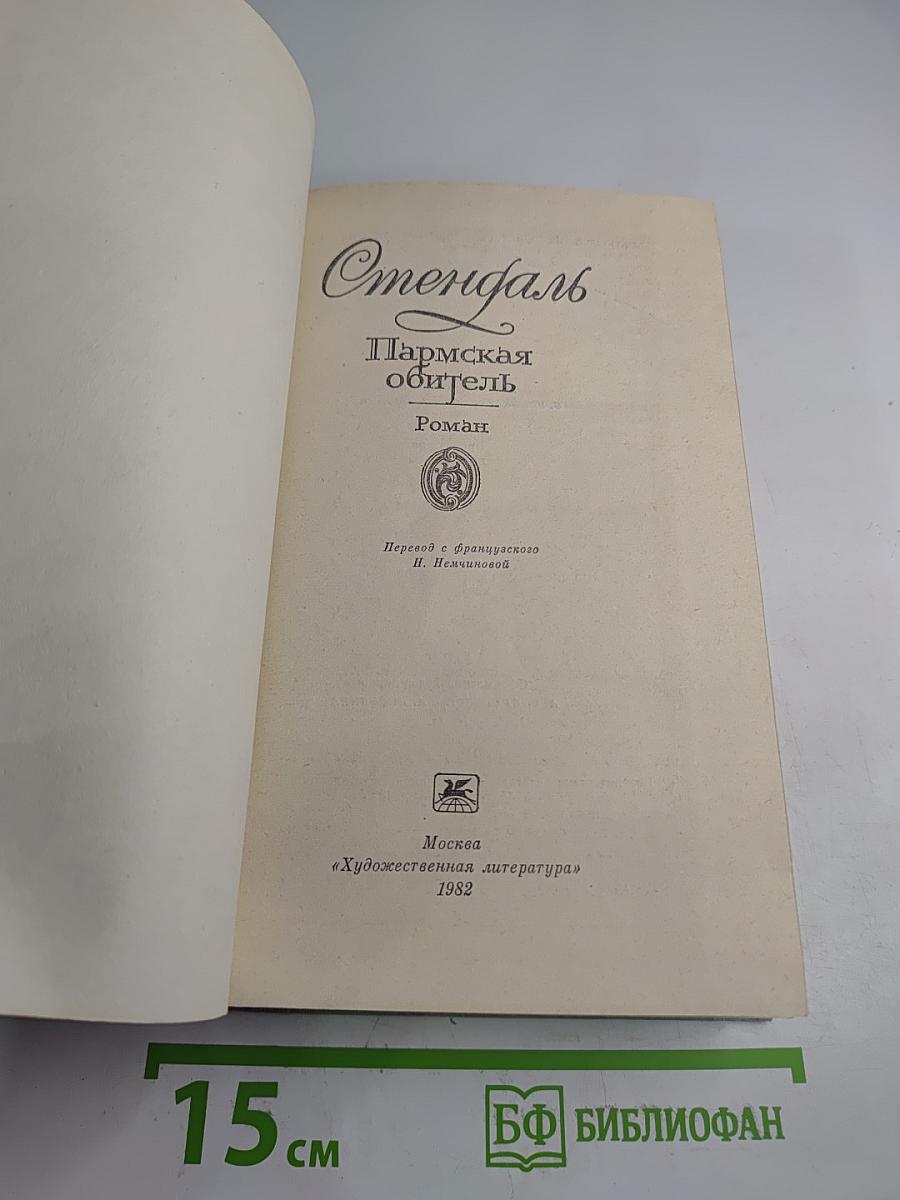 Стендаль
Пармская
обитель
Роман
Перевод с французского
Н. Немчиновой
Москва
«Художественная литература»
1982
15 см
БФ БИБЛИОФАН